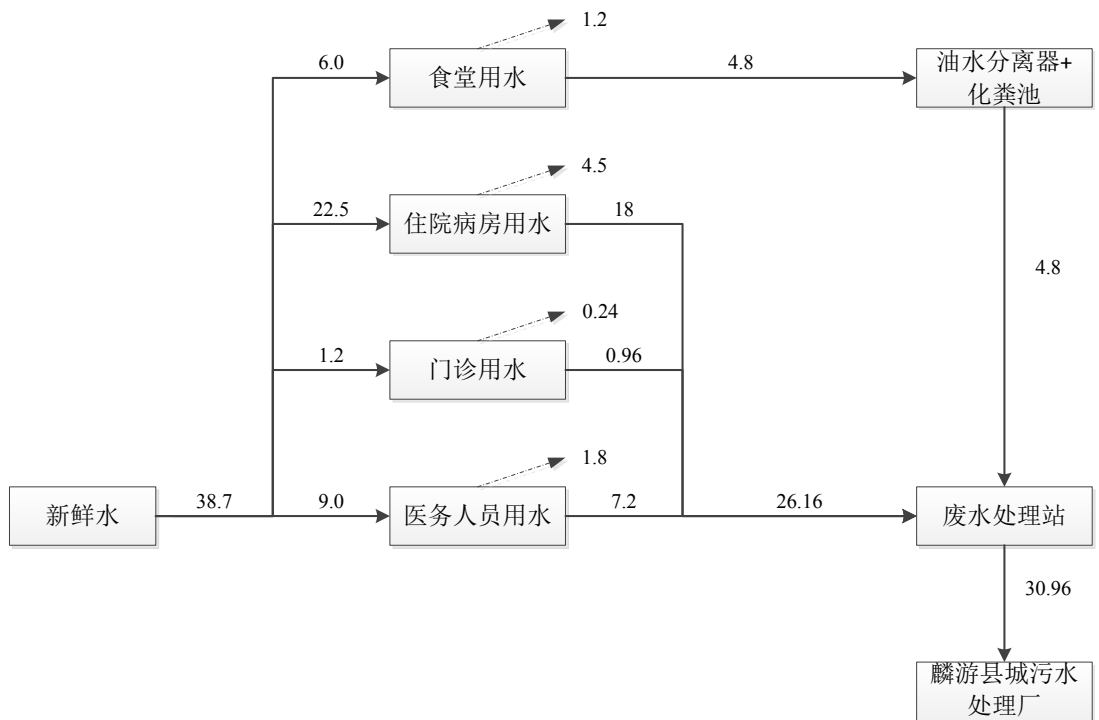 1.2
6.0
食堂用水
4.8
油水分离器+
化粪池
4.5
22.5
住院病房用水
18
4.8
0.24
1.2
门诊用水
0.96
1.8
新鲜水
38.7
9.0
医务人员用水
7.2
26.16
废水处理站
30.96
麟游县城污水
处理厂